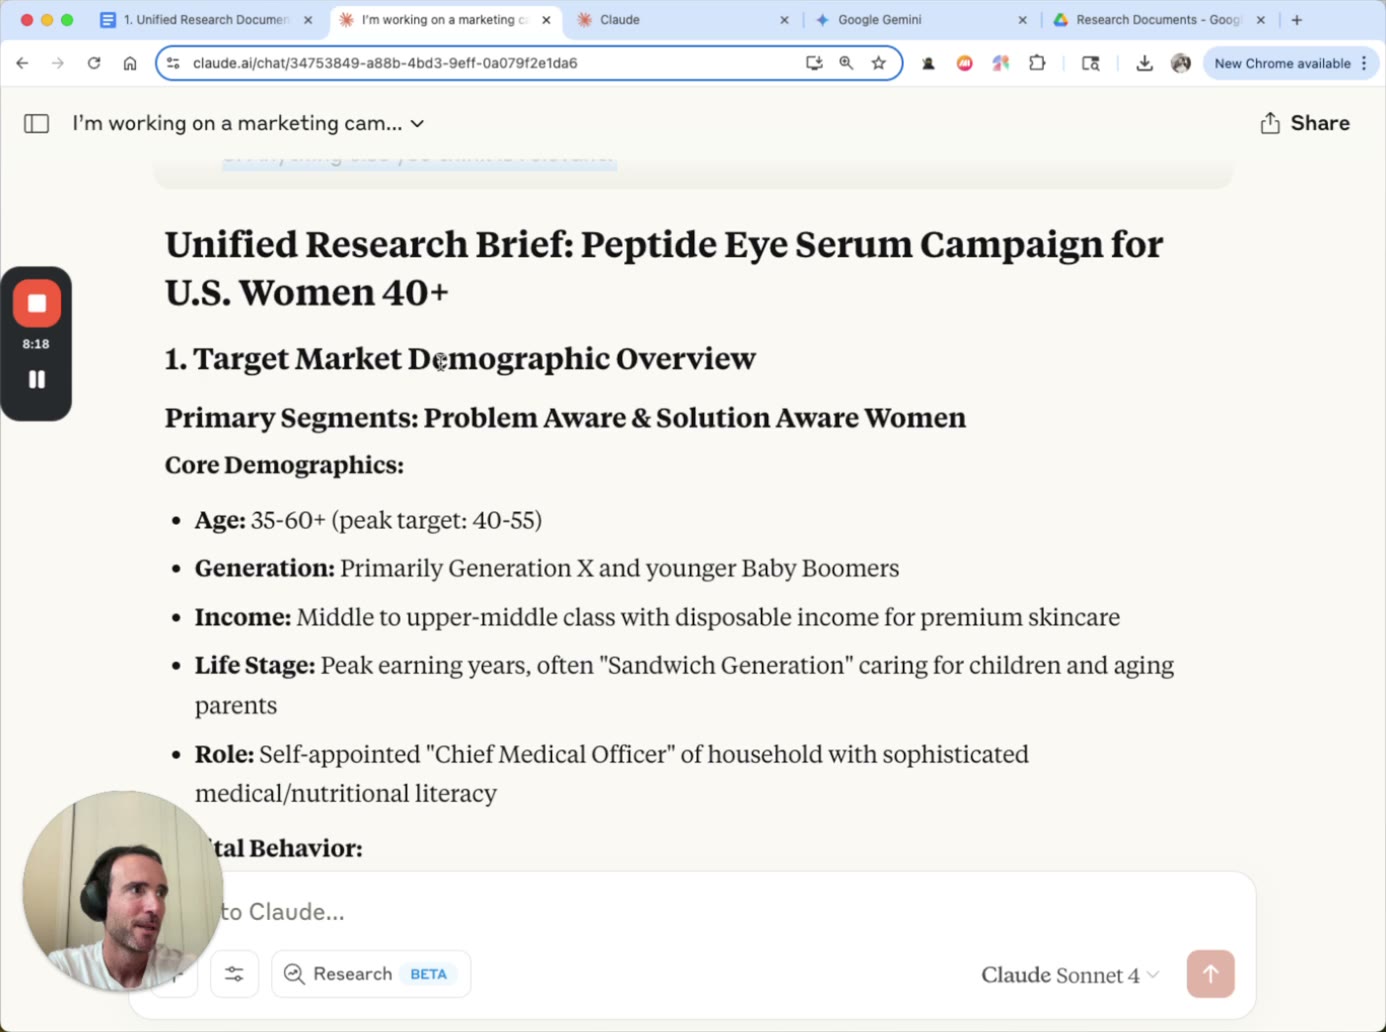 1. Unified Research Documen
I'm working on a marketing c
Claude
Google Gemini
Research Documents - Goog
claude.ai/chat/34753849-a88b-4bd3-9eff-0a079f2e1da6
New Chrome available
I'm working on a marketing cam...
Share
Unified Research Brief: Peptide Eye Serum Campaign for
U.S. Women 40+
1. Target Market Demographic Overview
8:18
Primary Segments: Problem Aware & Solution Aware Women
Core Demographics:
• Age: 35-60+ (peak target: 40-55)
• Generation: Primarily Generation X and younger Baby Boomers
• Income: Middle to upper-middle class with disposable income for premium skincare
• Life Stage: Peak earning years, often "Sandwich Generation" caring for children and aging
parents
• Role: Self-appointed "Chief Medical Officer" of household with sophisticated
medical/nutritional literacy
ital Behavior:
to Claude...
Research BETA
Claude Sonnet 4